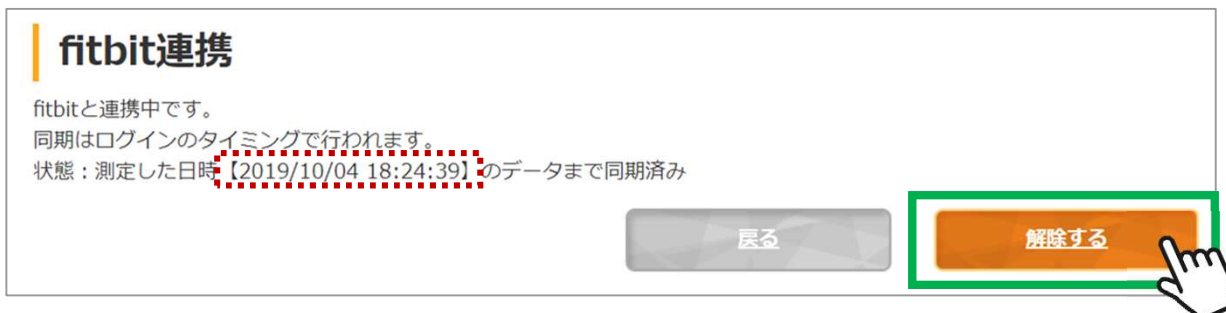 fitbit連携
fitbitと連携中です。
同期はログインのタイミングで行われます。
状態：測定した日時【2019/10/04 18:24:39】のデータまで同期済み
戻る
解除する